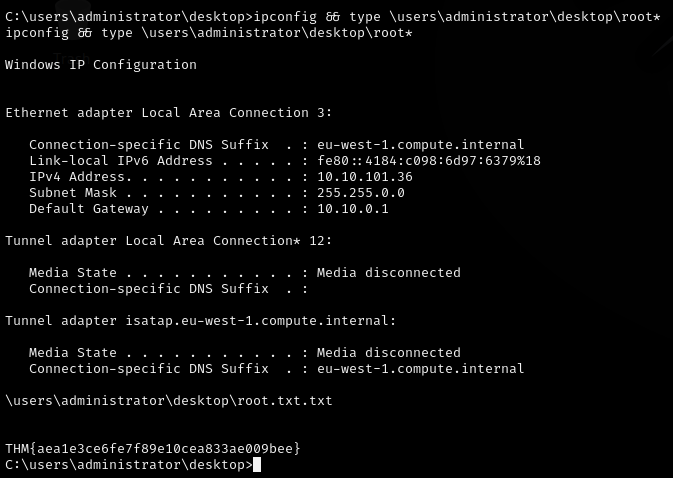 C:\users\administrator\desktop>ipconfig && type \users\administrator\desktop\root*
ipconfig && type \users\administrator\desktop\root*
Windows IP Configuration
Ethernet adapter Local Area Connection 3:
Connection-specific DNS Suffix  . : eu-west-1.compute.internal
Link-local IPv6 Address . . . . . : fe80::4184:c098:6d97:6379%18
IPv4 Address. . . . . . . . . . . : 10.10.101.36
Subnet Mask . . . . . . . . . . . : 255.255.0.0
Default Gateway . . . . . . . . . : 10.10.0.1
Tunnel adapter Local Area Connection* 12:
Media State . . . . . . . . . . . : Media disconnected
Connection-specific DNS Suffix  . :
Tunnel adapter isatap.eu-west-1.compute.internal:
Media State . . . . . . . . . . . : Media disconnected
Connection-specific DNS Suffix  . : eu-west-1.compute.internal
\users\administrator\desktop\root.txt.txt
THM{aea1e3ce6fe7f89e10cea833ae009bee}
C:\users\administrator\desktop>